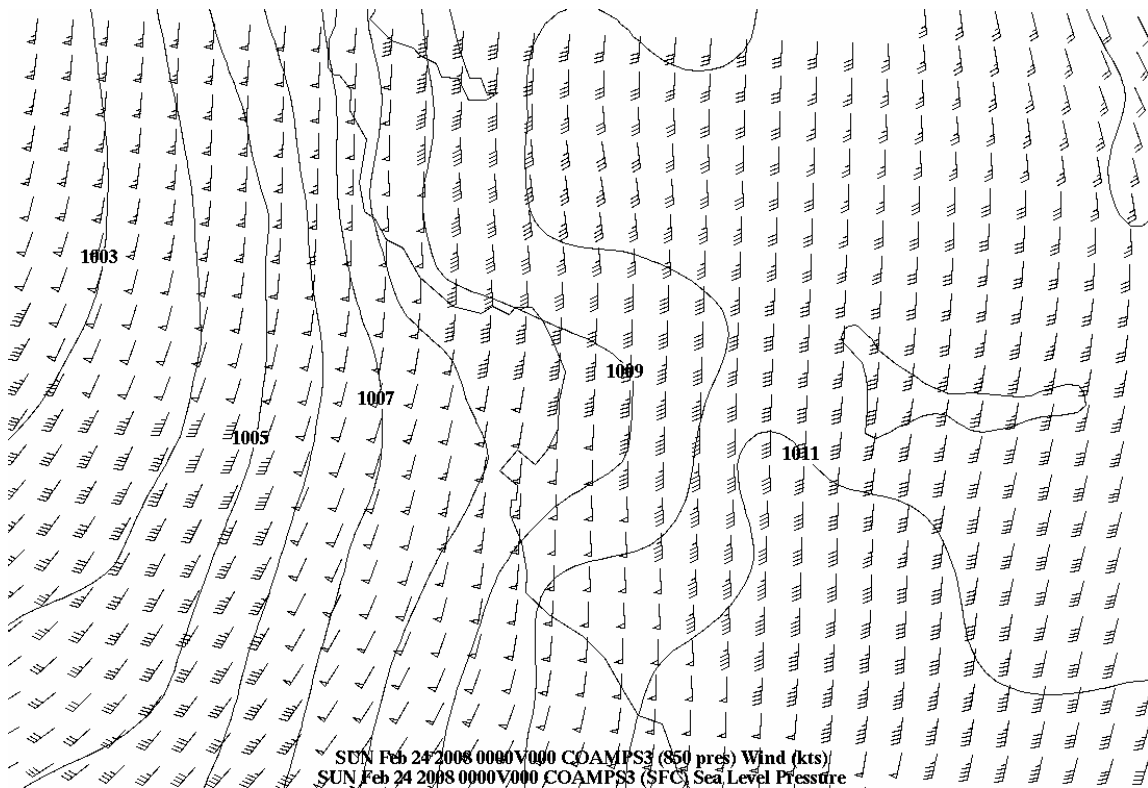 1003
1009
1007
1005
1011
SUN Feb 24 2008 0000V000 COAMPS3 (850 pres) Wind (kts)
SUN Feb 24 2008 0000V000 COAMPS3 (SFC) Sea Level Pressure